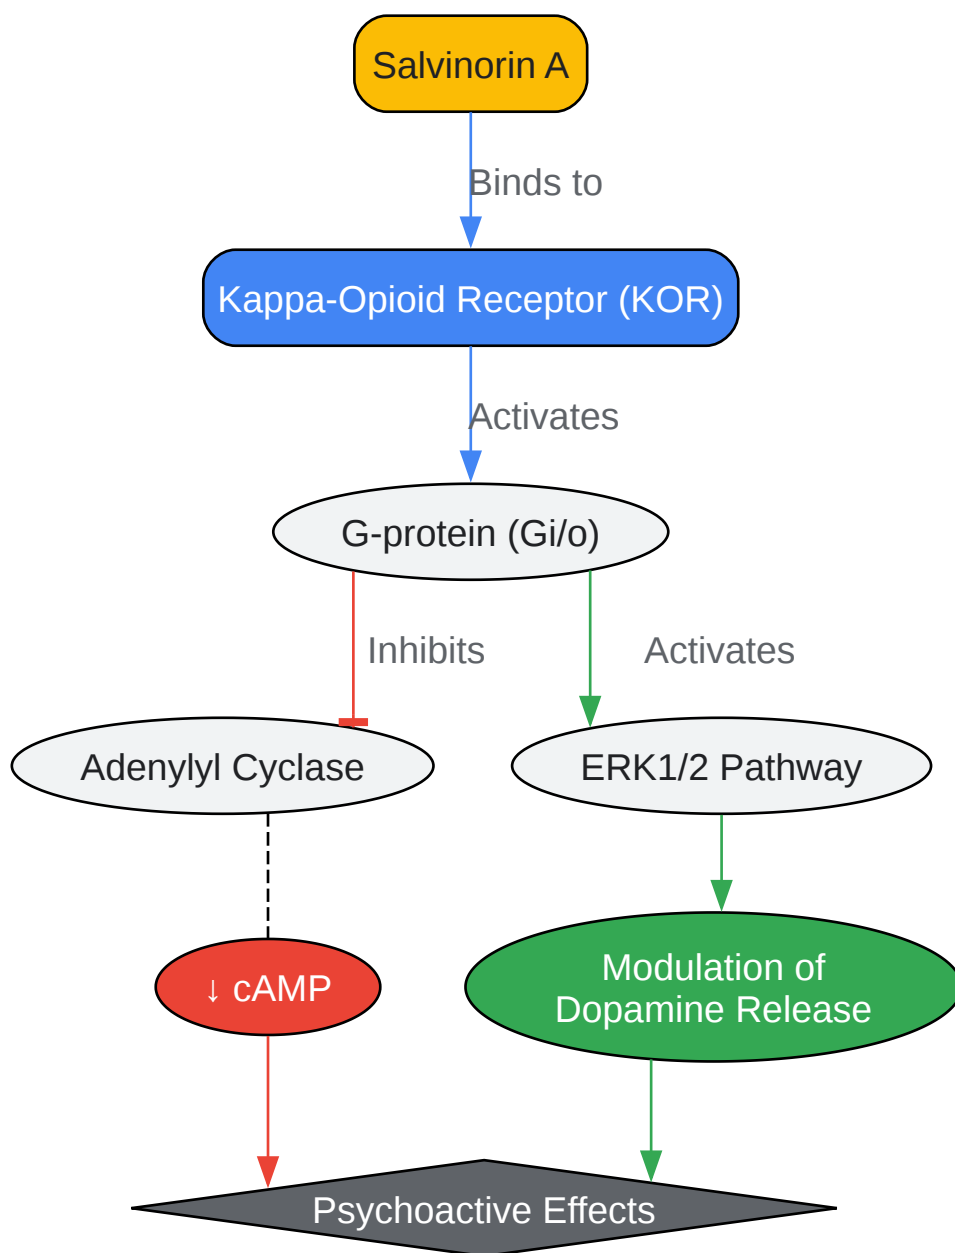 Salvinorin A
Binds to
Kappa-Opioid Receptor (KOR)
Activates
G-protein (Gi/o)
Inhibits
Activates
Adenylyl Cyclase
ERK1/2 Pathway
↓ cAMP
Modulation of
Dopamine Release
Psychoactive Effects